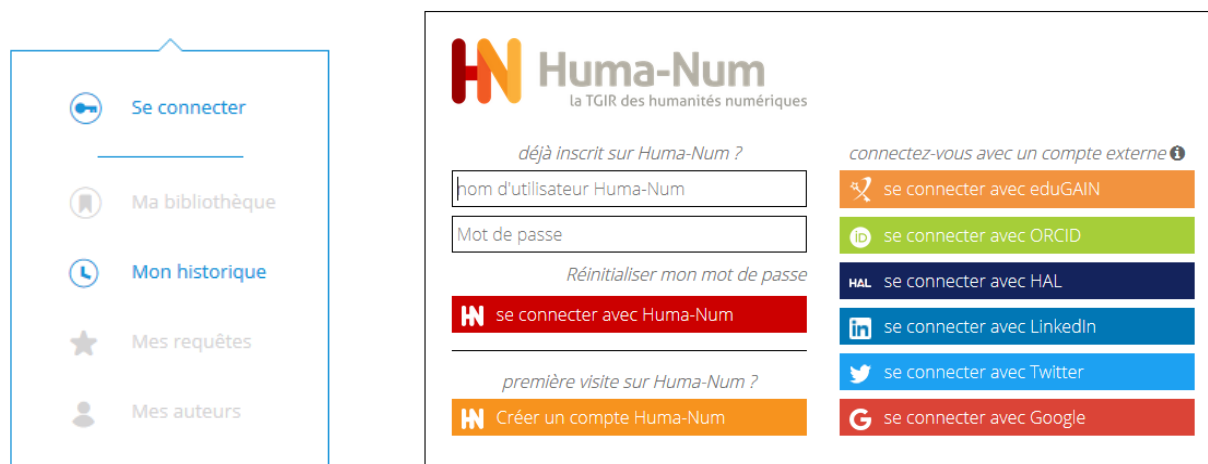 Se connecter
Ma bibliothèque
Mon historique
Mes requêtes
Mes auteurs
HN Huma-Num
la TGIR des humanités numériques
déjà inscrit sur Huma-Num ?
nom d'utilisateur Huma-Num
Mot de passe
Réinitialiser mon mot de passe
HN se connecter avec Huma-Num
première visite sur Huma-Num ?
HN Créer un compte Huma-Num
connectez-vous avec un compte externe i
se connecter avec eduGAIN
iD se connecter avec ORCID
HAL se connecter avec HAL
in se connecter avec LinkedIn
se connecter avec Twitter
G se connecter avec Google